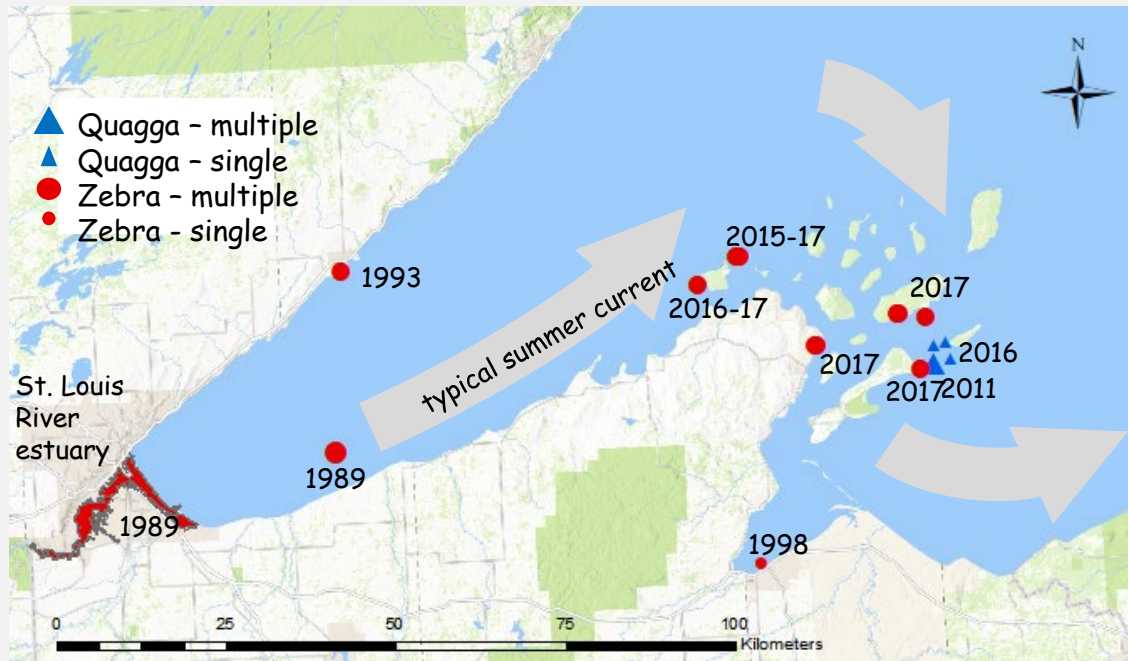 N
Quagga – multiple
Quagga – single
Zebra – multiple
Zebra - single
2015-17
1993
2016-17
2017
typical summer current
2017
2016
2017 2011
St. Louis
River
estuary
1989
1989
1998
0 25 50 75 100
Kilometers